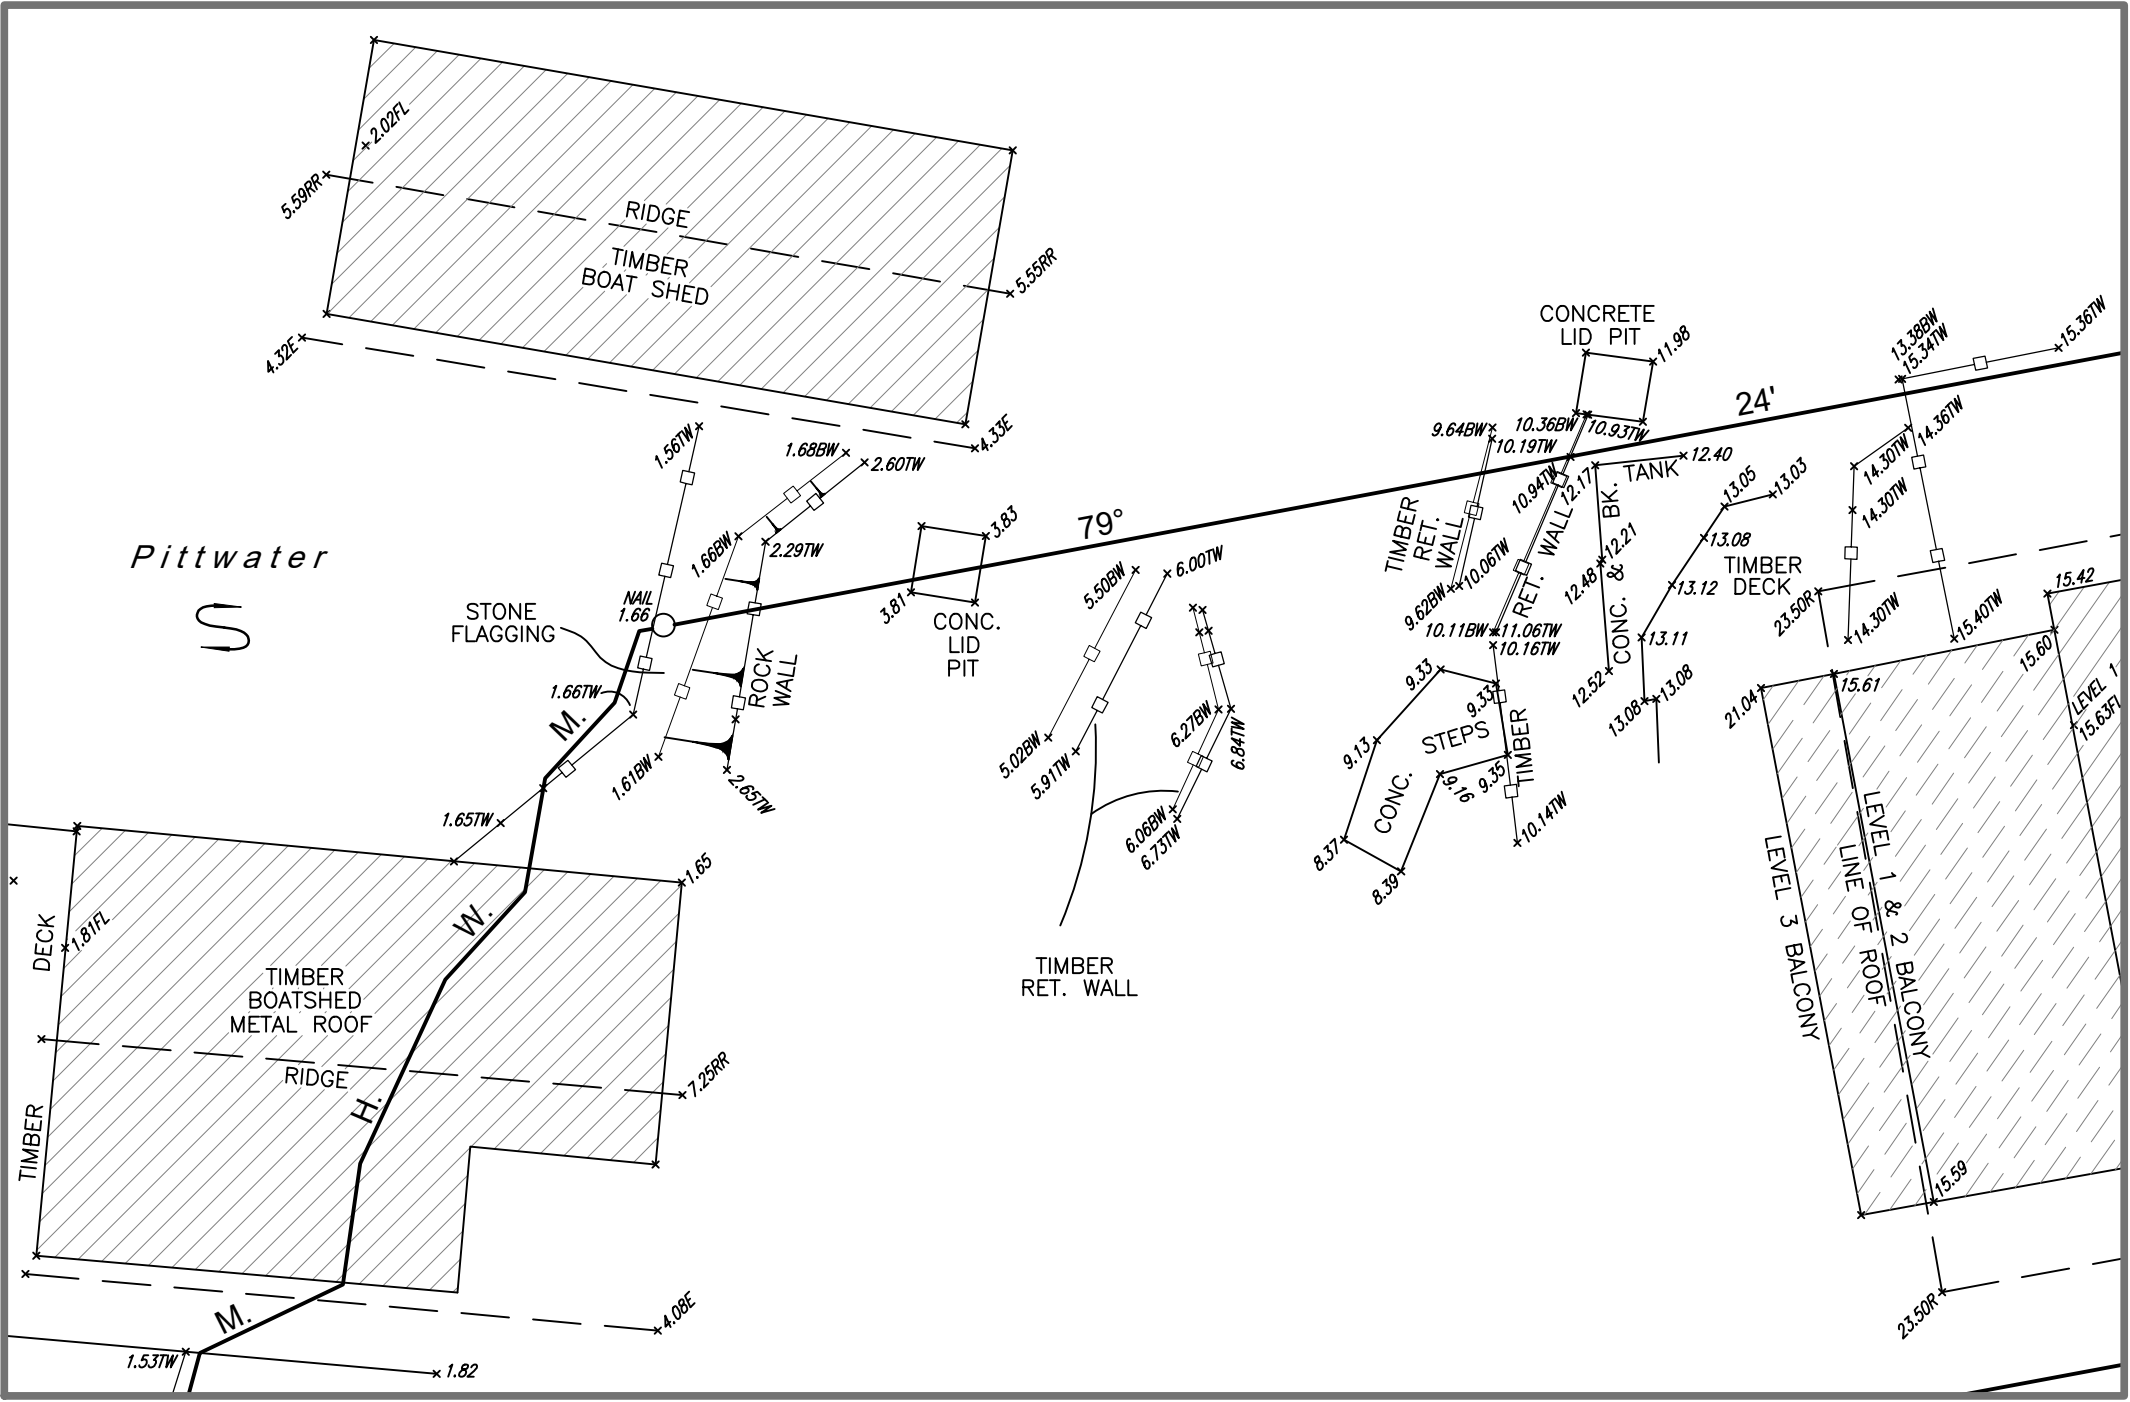 2.02FL
5.59RR
RIDGE
TIMBER
BOAT SHED
5.55RR
4.32E
4.33E
CONCRETE
LID PIT
11.98
13.38BW
15.34TW
15.36TW
24'
1.56TW
1.68BW
2.60TW
9.64BW
10.19TW
10.36BW
10.93TW
10.94TW
12.17
TANK
12.40
14.36TW
14.30TW
14.30TW
13.05
13.03
79°
3.83
1.66BW
2.29TW
TIMBER
RET.
WALL
RET. WALL
CONC. & BK.
12.21
12.48
13.08
TIMBER
DECK
13.12
Pittwater
STONE
FLAGGING
NAIL
1.66
3.81
CONC.
LID
PIT
5.50BW
6.00TW
9.62BW
10.06TW
10.11BW
11.06TW
10.16TW
13.11
23.50R
14.30TW
15.40TW
15.42
15.60
1.66TW
ROCK
WALL
9.33
9.33
12.52
13.08
13.08
15.61
21.04
LEVEL 1
15.63FL
M.
1.61BW
2.65TW
5.02BW
5.91TW
6.27BW
6.84TW
9.13
CONC. STEPS
9.35
9.16
TIMBER
10.14TW
1.65TW
6.06BW
6.73TW
8.37
8.39
1.65
W.
DECK
1.81FL
TIMBER
BOATSHED
METAL ROOF
TIMBER
RET. WALL
LEVEL 3 BALCONY
LINE OF ROOF
LEVEL 1 & 2 BALCONY
RIDGE
7.25RR
H.
TIMBER
15.59
M.
4.08E
23.50R
1.53TW
1.82